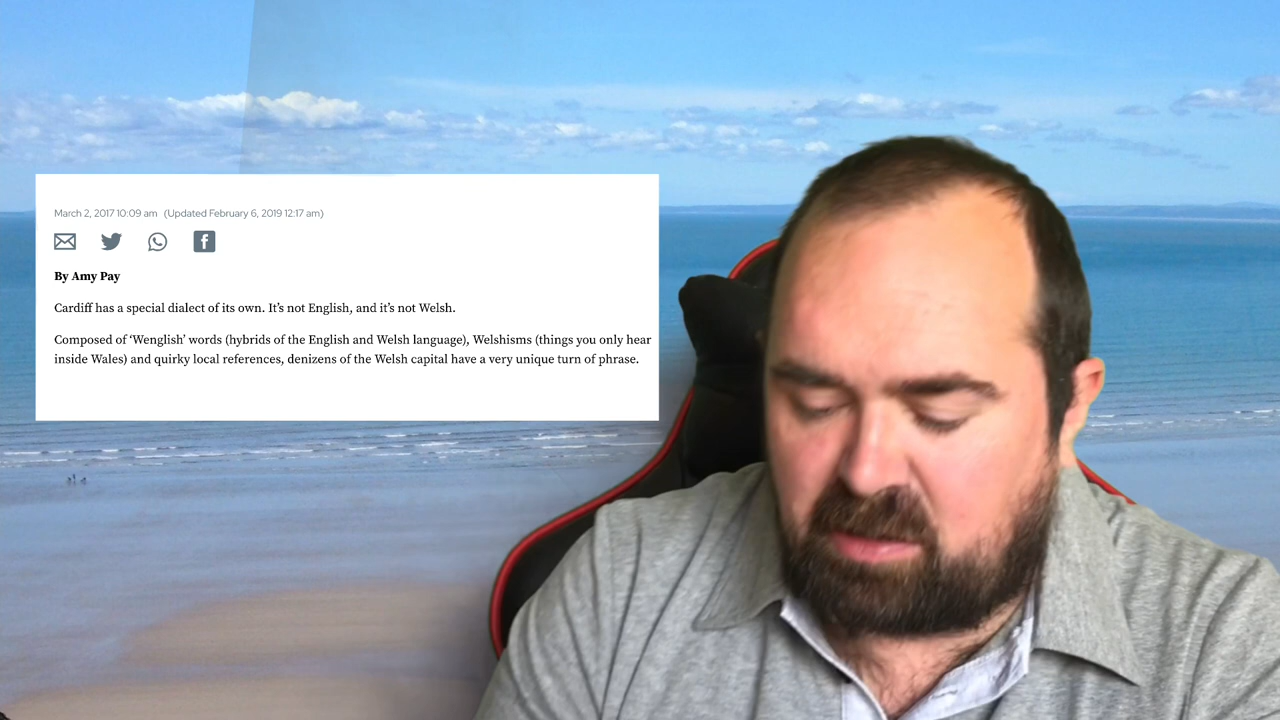 March 2, 2017 10:09 am (Updated February 6, 2019 12:17 am)
By Amy Pay
Cardiff has a special dialect of its own. It’s not English, and it’s not Welsh.
Composed of ‘Wenglish’ words (hybrids of the English and Welsh language), Welshisms (things you only hear
inside Wales) and quirky local references, denizens of the Welsh capital have a very unique turn of phrase.